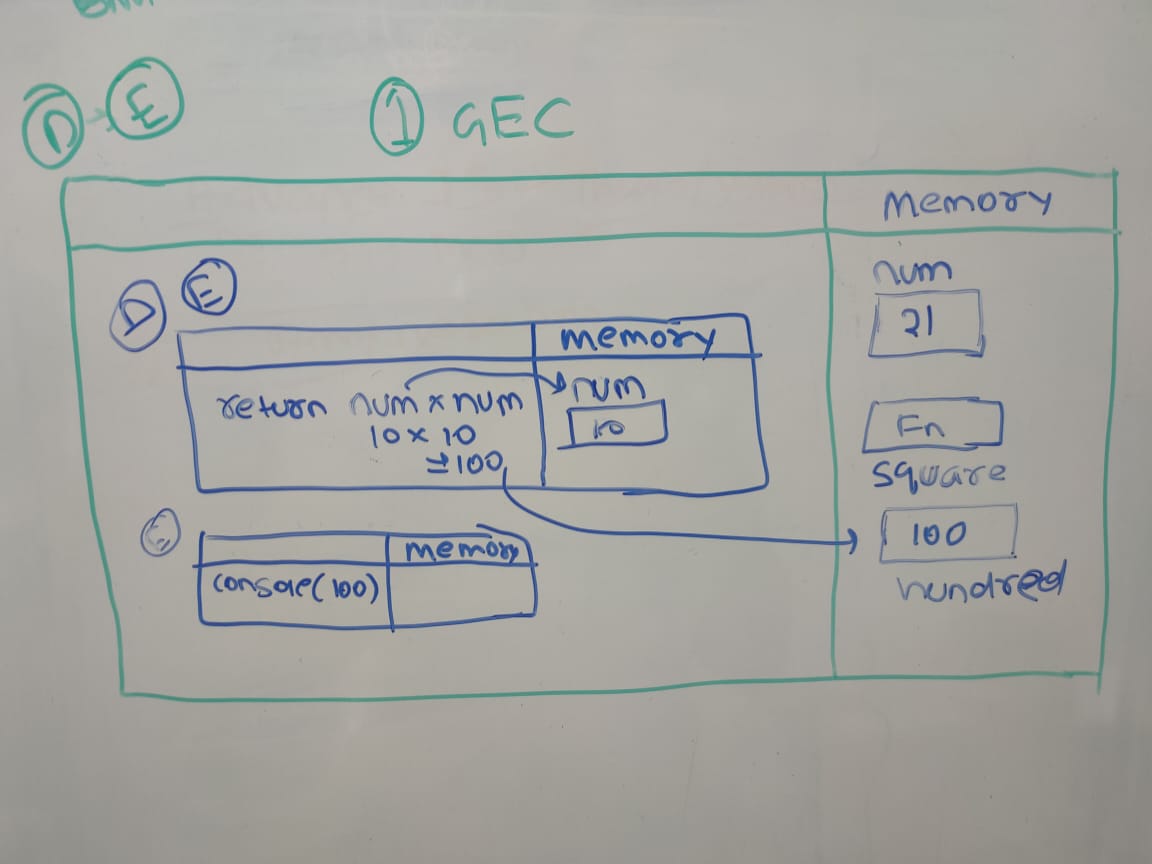 D E
① GEC
Memory
num
21
Fn
square
100
hundred
D E
memory
return num x num
10 x 10
= 100
num
10
memory
console(100)